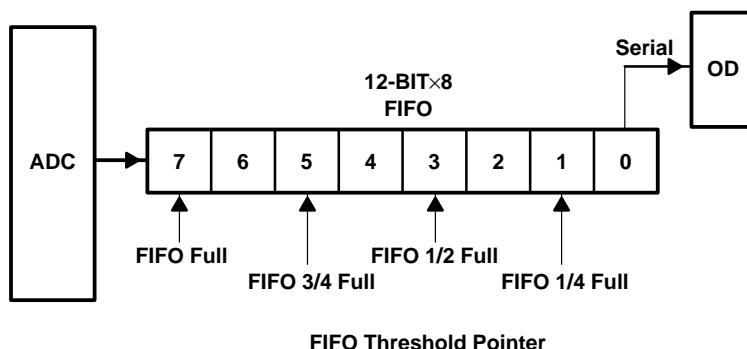 Serial
OD
12-BIT×8
FIFO
ADC
7 6 5 4 3 2 1 0
FIFO Full
FIFO 1/2 Full
FIFO 3/4 Full
FIFO 1/4 Full
FIFO Threshold Pointer